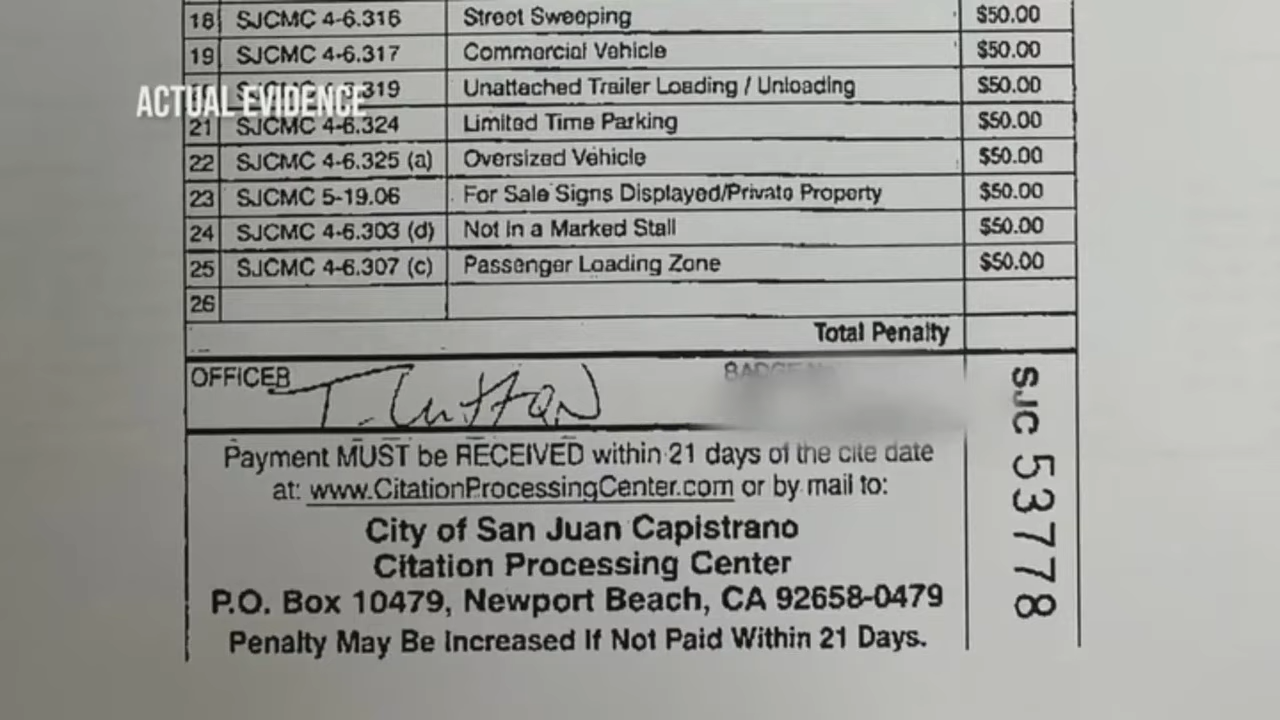 18 SJCMC 4-6.316 Street Sweeping $50.00
19 SJCMC 4-6.317 Commercial Vehicle $50.00
319 Unattached Trailer Loading / Unloading $50.00
ACTUAL EVIDENCE
21 SJCMC 4-6.324 Limited Time Parking $50.00
22 SJCMC 4-6.325 (a) Oversized Vehicle $50.00
23 SJCMC 5-19.06 For Sale Signs Displayed/Private Property $50.00
24 SJCMC 4-6.303 (d) Not in a Marked Stall $50.00
25 SJCMC 4-6.307 (c) Passenger Loading Zone $50.00
26
Total Penalty
OFFICER T.
Payment MUST be RECEIVED within 21 days of the cite date
at: www.CitationProcessingCenter.com or by mail to:
City of San Juan Capistrano
Citation Processing Center
P.O. Box 10479, Newport Beach, CA 92658-0479
Penalty May Be Increased If Not Paid Within 21 Days.
SJC 53778